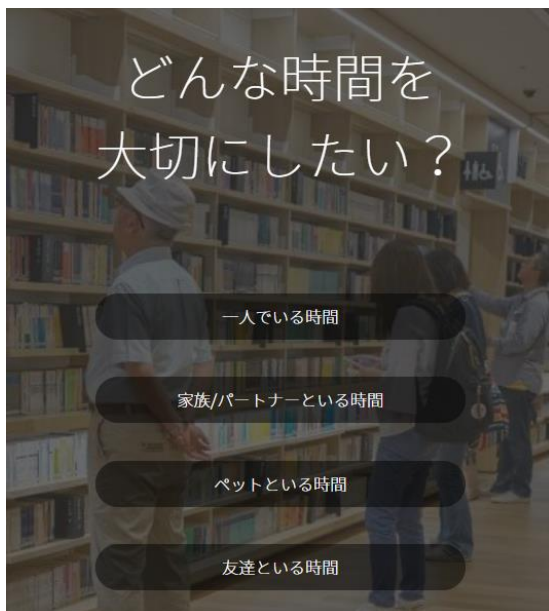 どんな時間を
大切にしたい？
一人でいる時間
家族/パートナーといる時間
ペットといる時間
友達といる時間